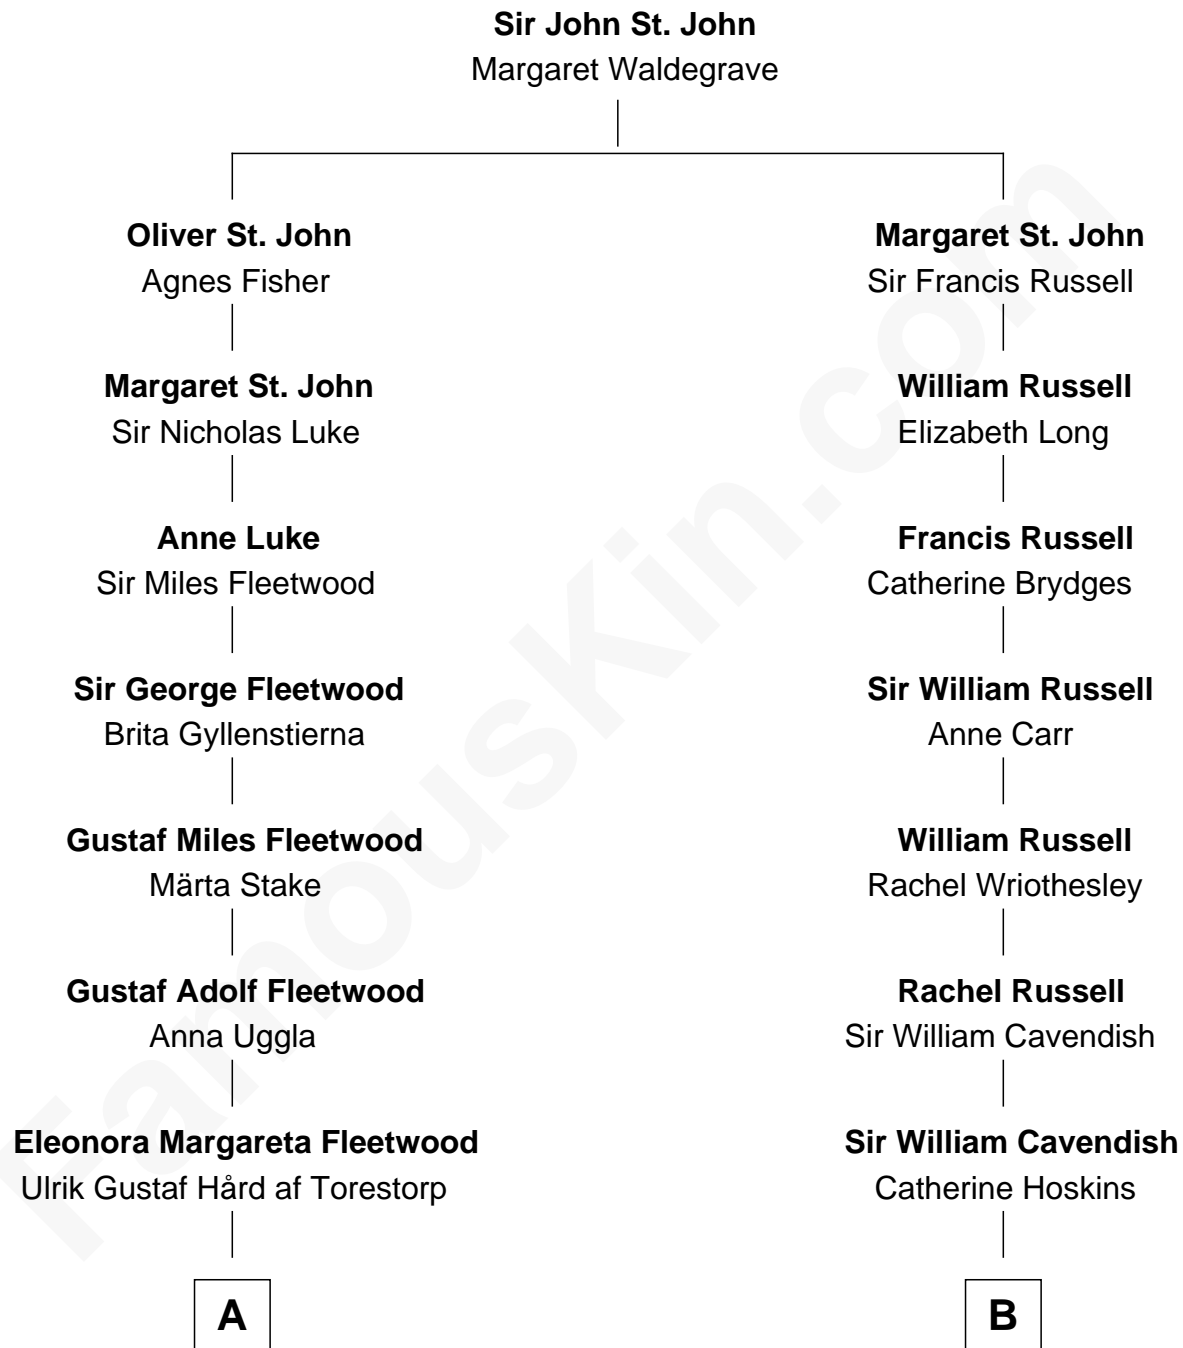 Sir John St. John
Margaret Waldegrave
Oliver St. John
Agnes Fisher
Margaret St. John
Sir Francis Russell
Margaret St. John
Sir Nicholas Luke
William Russell
Elizabeth Long
Anne Luke
Sir Miles Fleetwood
Francis Russell
Catherine Brydges
Sir George Fleetwood
Brita Gyllenstierna
Sir William Russell
Anne Carr
Gustaf Miles Fleetwood
Märta Stake
William Russell
Rachel Wriothesley
Gustaf Adolf Fleetwood
Anna Uggla
Rachel Russell
Sir William Cavendish
Eleonora Margareta Fleetwood
Ulrik Gustaf Hård af Torestorp
Sir William Cavendish
Catherine Hoskins
A
B
FamousKin.com